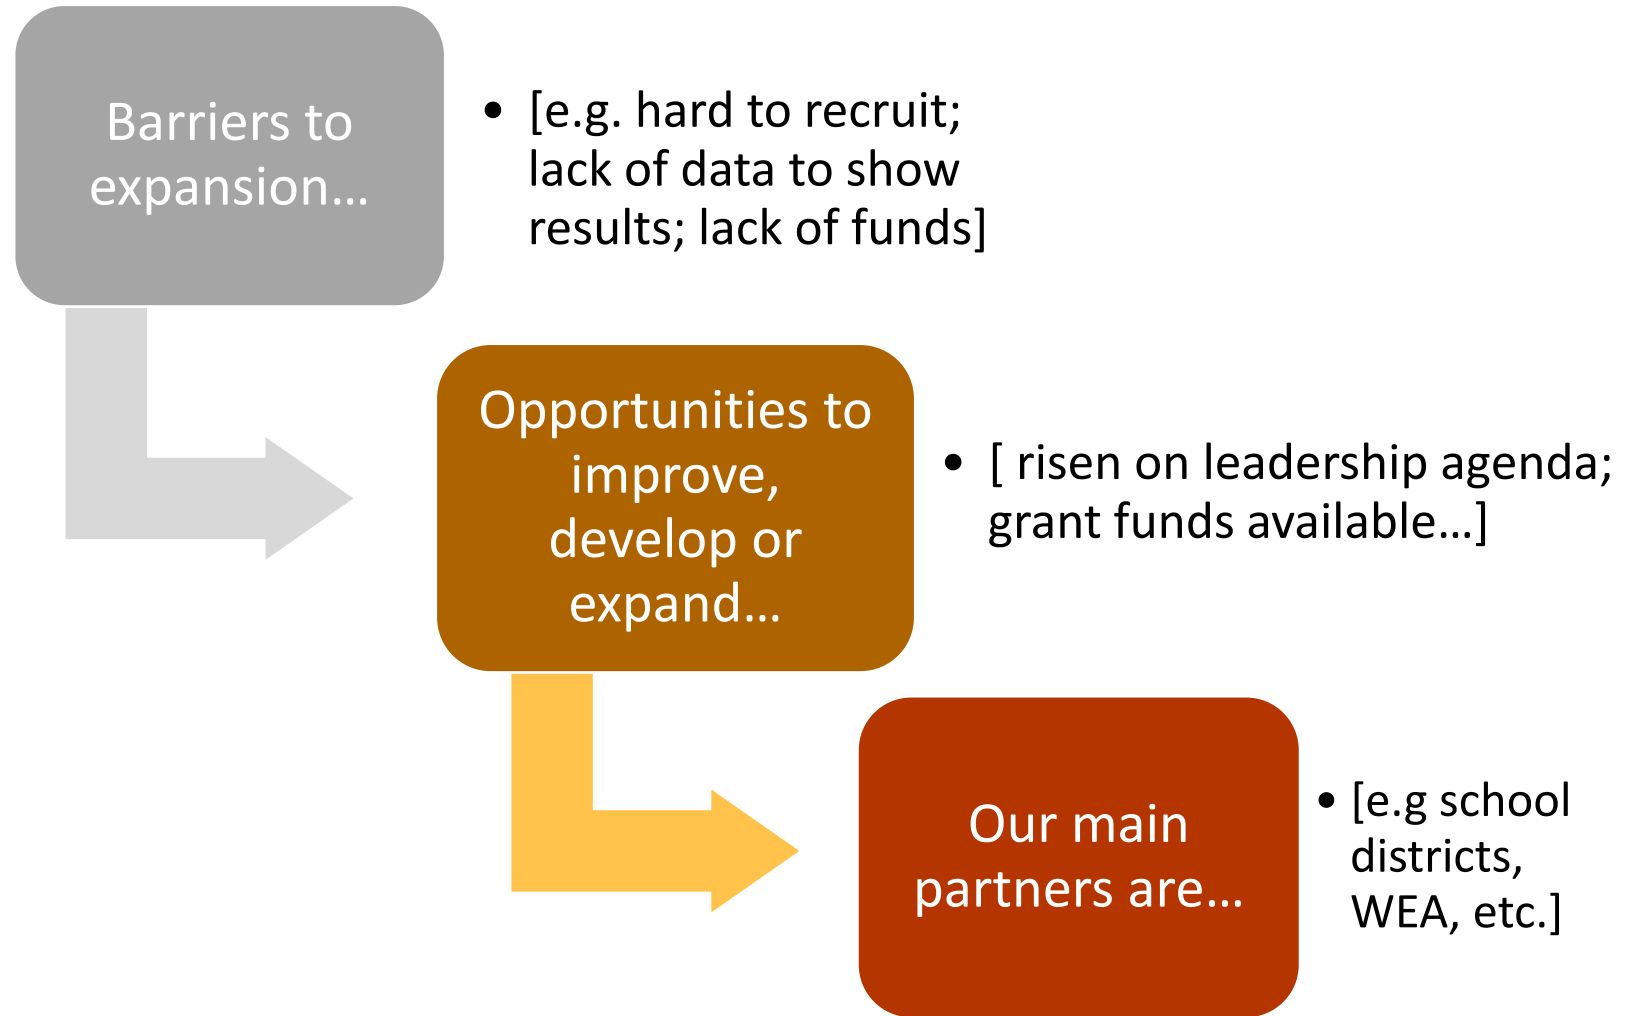 Barriers to
expansion…
• [e.g. hard to recruit;
lack of data to show
results; lack of funds]
Opportunities to
improve,
develop or
expand…
• [ risen on leadership agenda;
grant funds available…]
Our main
partners are…
• [e.g school
districts,
WEA, etc.]